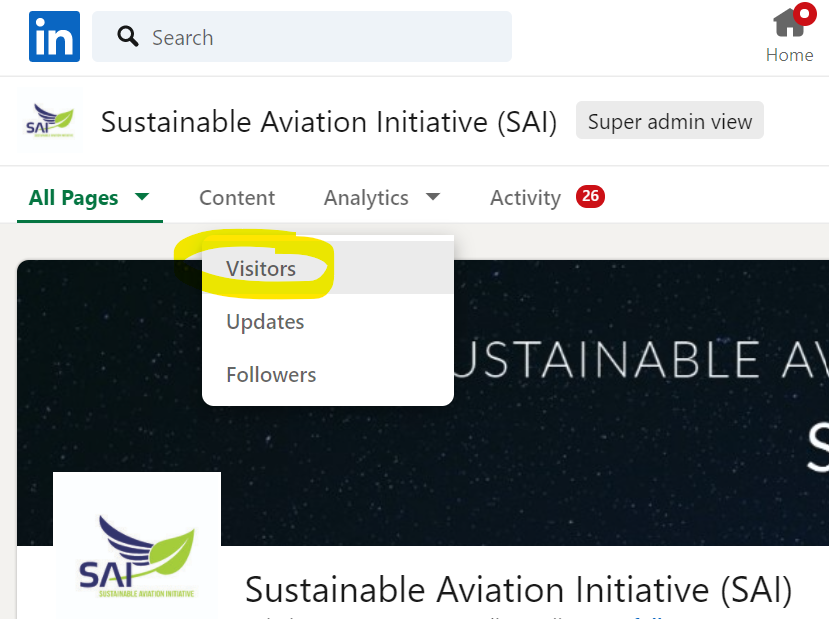 in
Search
Home
SAI
SUSTAINABLE AVIATION INITIATIVE
Sustainable Aviation Initiative (SAI)
Super admin view
All Pages
Content
Analytics
Activity
26
Visitors
Updates
Followers
USTAINABLE AV
S
SAI
SUSTAINABLE AVIATION INITIATIVE
Sustainable Aviation Initiative (SAI)